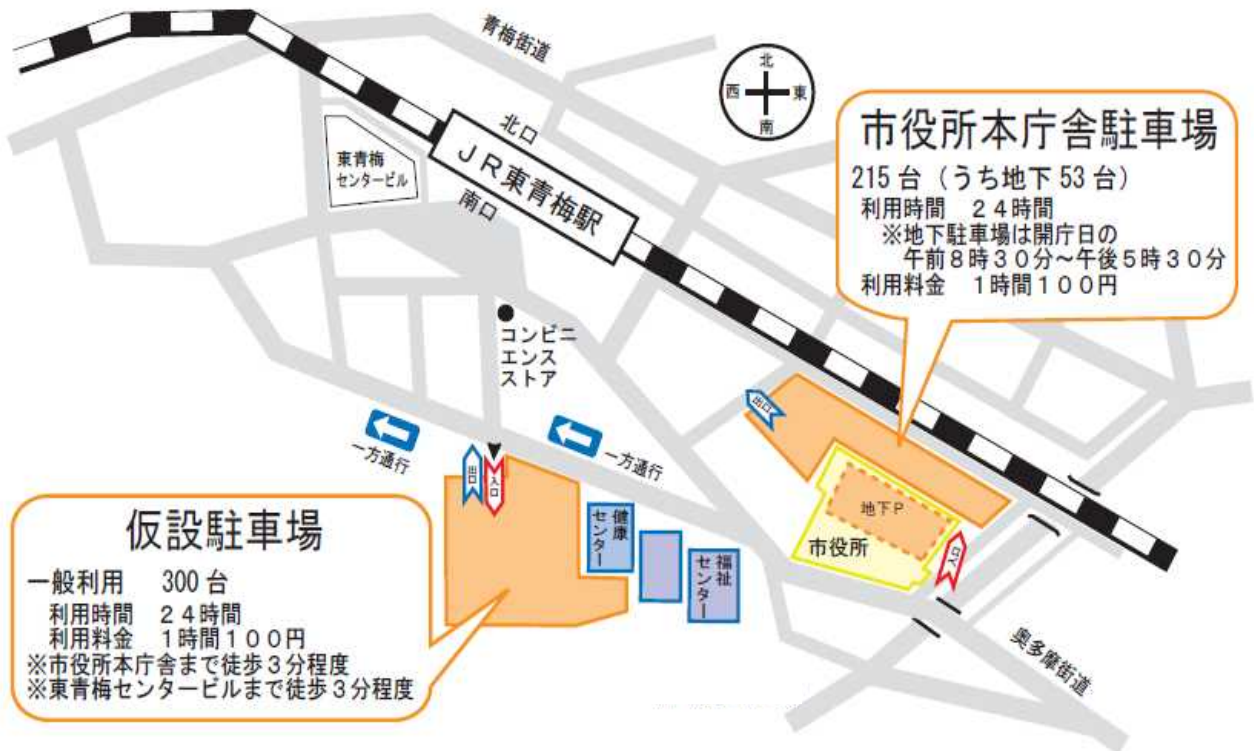 青梅街道
北
西 東
南
北口
JR東青梅駅
南口
東青梅
センタービル
市役所本庁舎駐車場
215台（うち地下53台）
利用時間　２４時間
※地下駐車場は開庁日の
午前８時３０分～午後５時３０分
利用料金　１時間１００円
コンビニ
エンス
ストア
出口
一方通行
一方通行
出口
入口
地下Ｐ
市役所
入口
健康
センター
福祉
センター
奥多摩街道
仮設駐車場
一般利用　300台
利用時間　２４時間
利用料金　１時間１００円
※市役所本庁舎まで徒歩３分程度
※東青梅センタービルまで徒歩３分程度